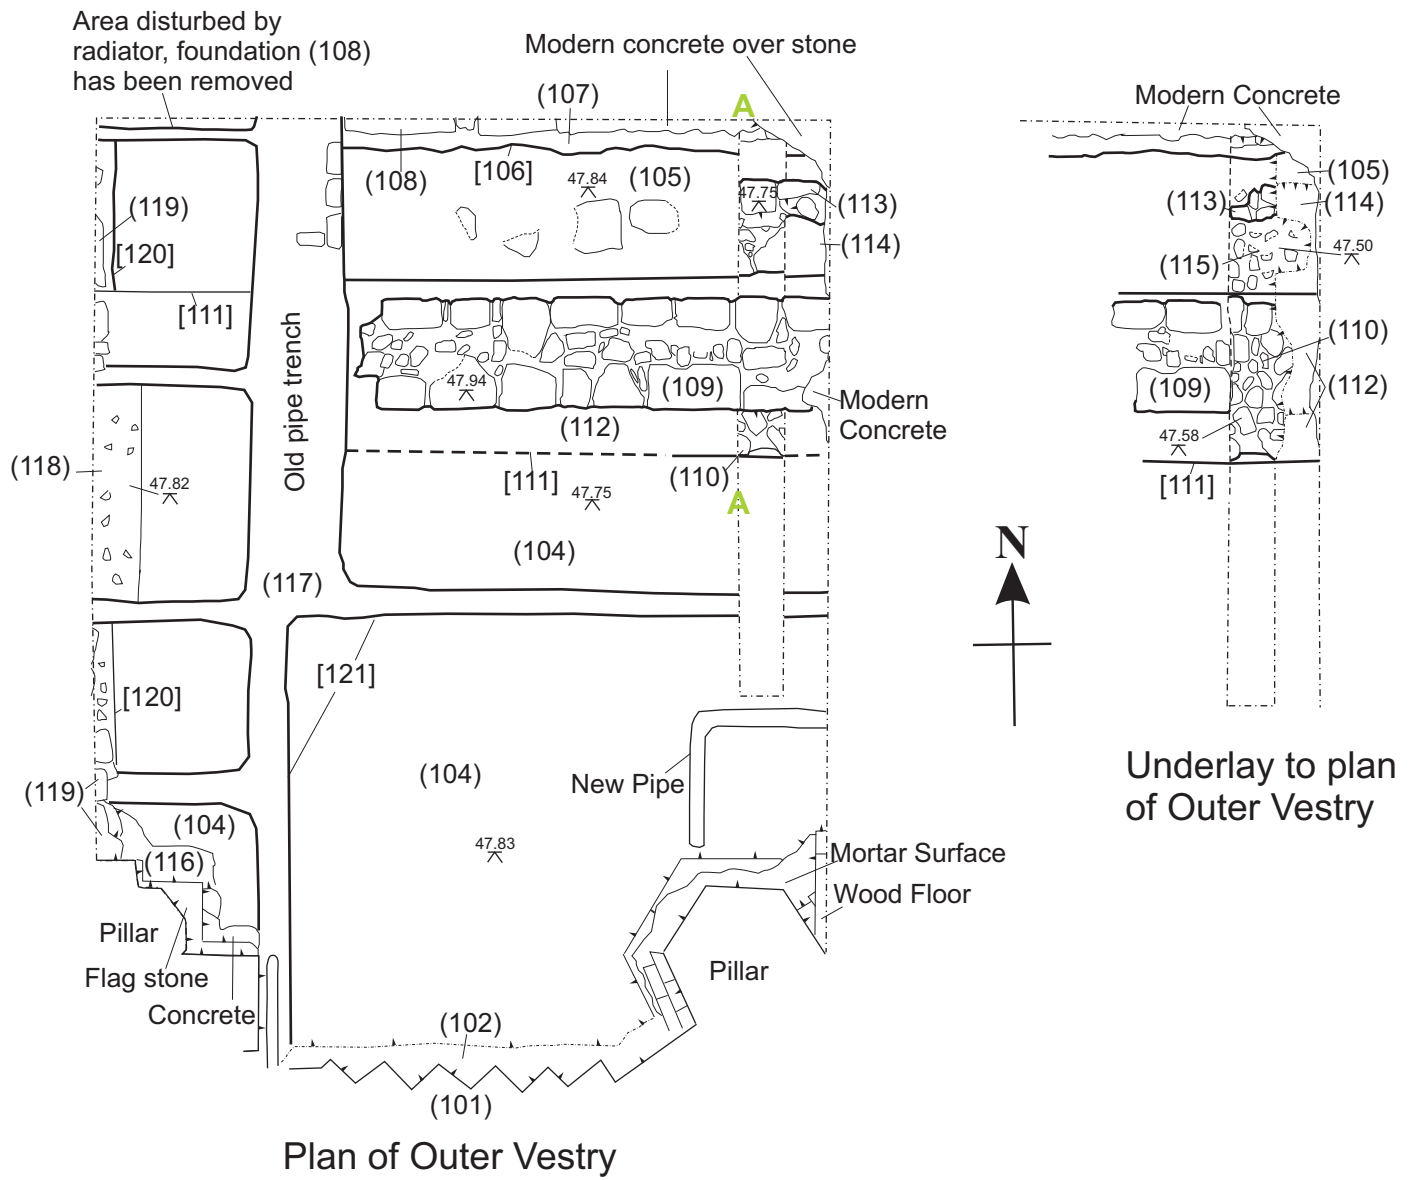 Area disturbed by
radiator, foundation (108)
has been removed
Modern concrete over stone
(107)
A
(108)
[106]
47.84
(105)
47.75
(113)
(114)
(119)
[120]
[111]
Old pipe trench
47.94
(109)
Modern
Concrete
(112)
(118)
47.82
[111]
47.75
(110)
A
(104)
(117)
[121]
[120]
(104)
New Pipe
(119)
(104)
47.83
(116)
Mortar Surface
Wood Floor
Pillar
Flag stone
Concrete
Pillar
(102)
(101)
Plan of Outer Vestry
Modern Concrete
(105)
(113)
(114)
47.50
(115)
(110)
(109)
(112)
47.58
[111]
N
Underlay to plan
of Outer Vestry